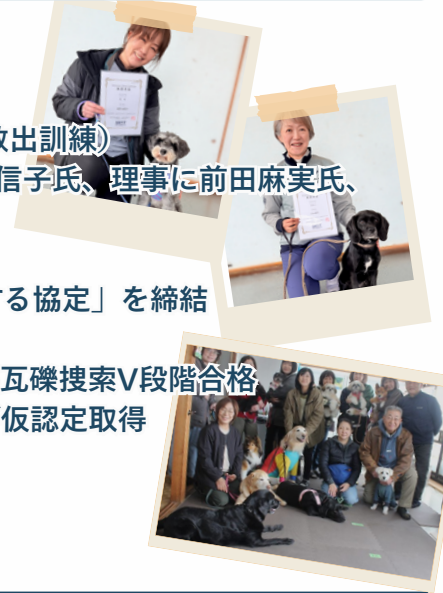 救出訓練）
信子氏、理事に前田麻実氏、
する協定」を締結
瓦礫捜索V段階合格
仮認定取得